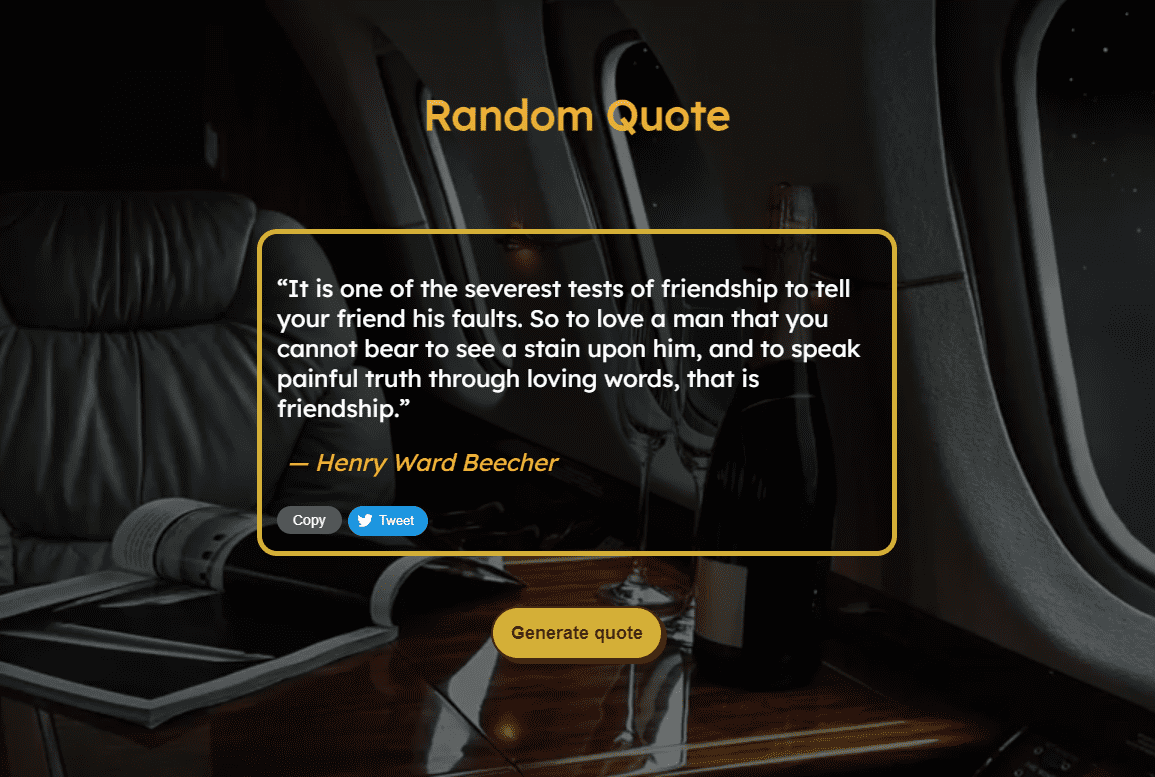 Random Quote
“It is one of the severest tests of friendship to tell
your friend his faults. So to love a man that you
cannot bear to see a stain upon him, and to speak
painful truth through loving words, that is
friendship.”
— Henry Ward Beecher
Copy
Tweet
Generate quote